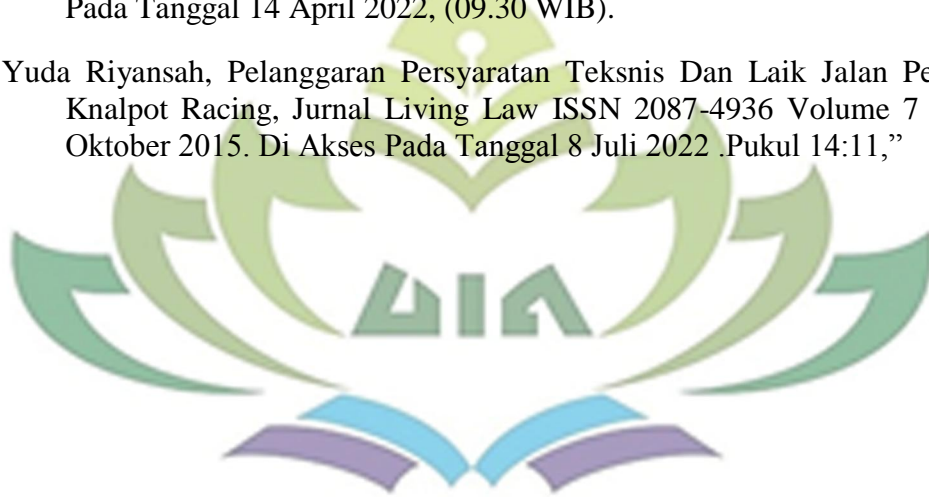 Pada Tanggal 14 April 2022, (09.30 WIB).
Yuda Riyansah, Pelanggaran Persyaratan Teksnis Dan Laik Jalan
Knalpot Racing, Jurnal Living Law ISSN 2087-4936 Volume 7
Oktober 2015. Di Akses Pada Tanggal 8 Juli 2022 .Pukul 14:11,”
UIN